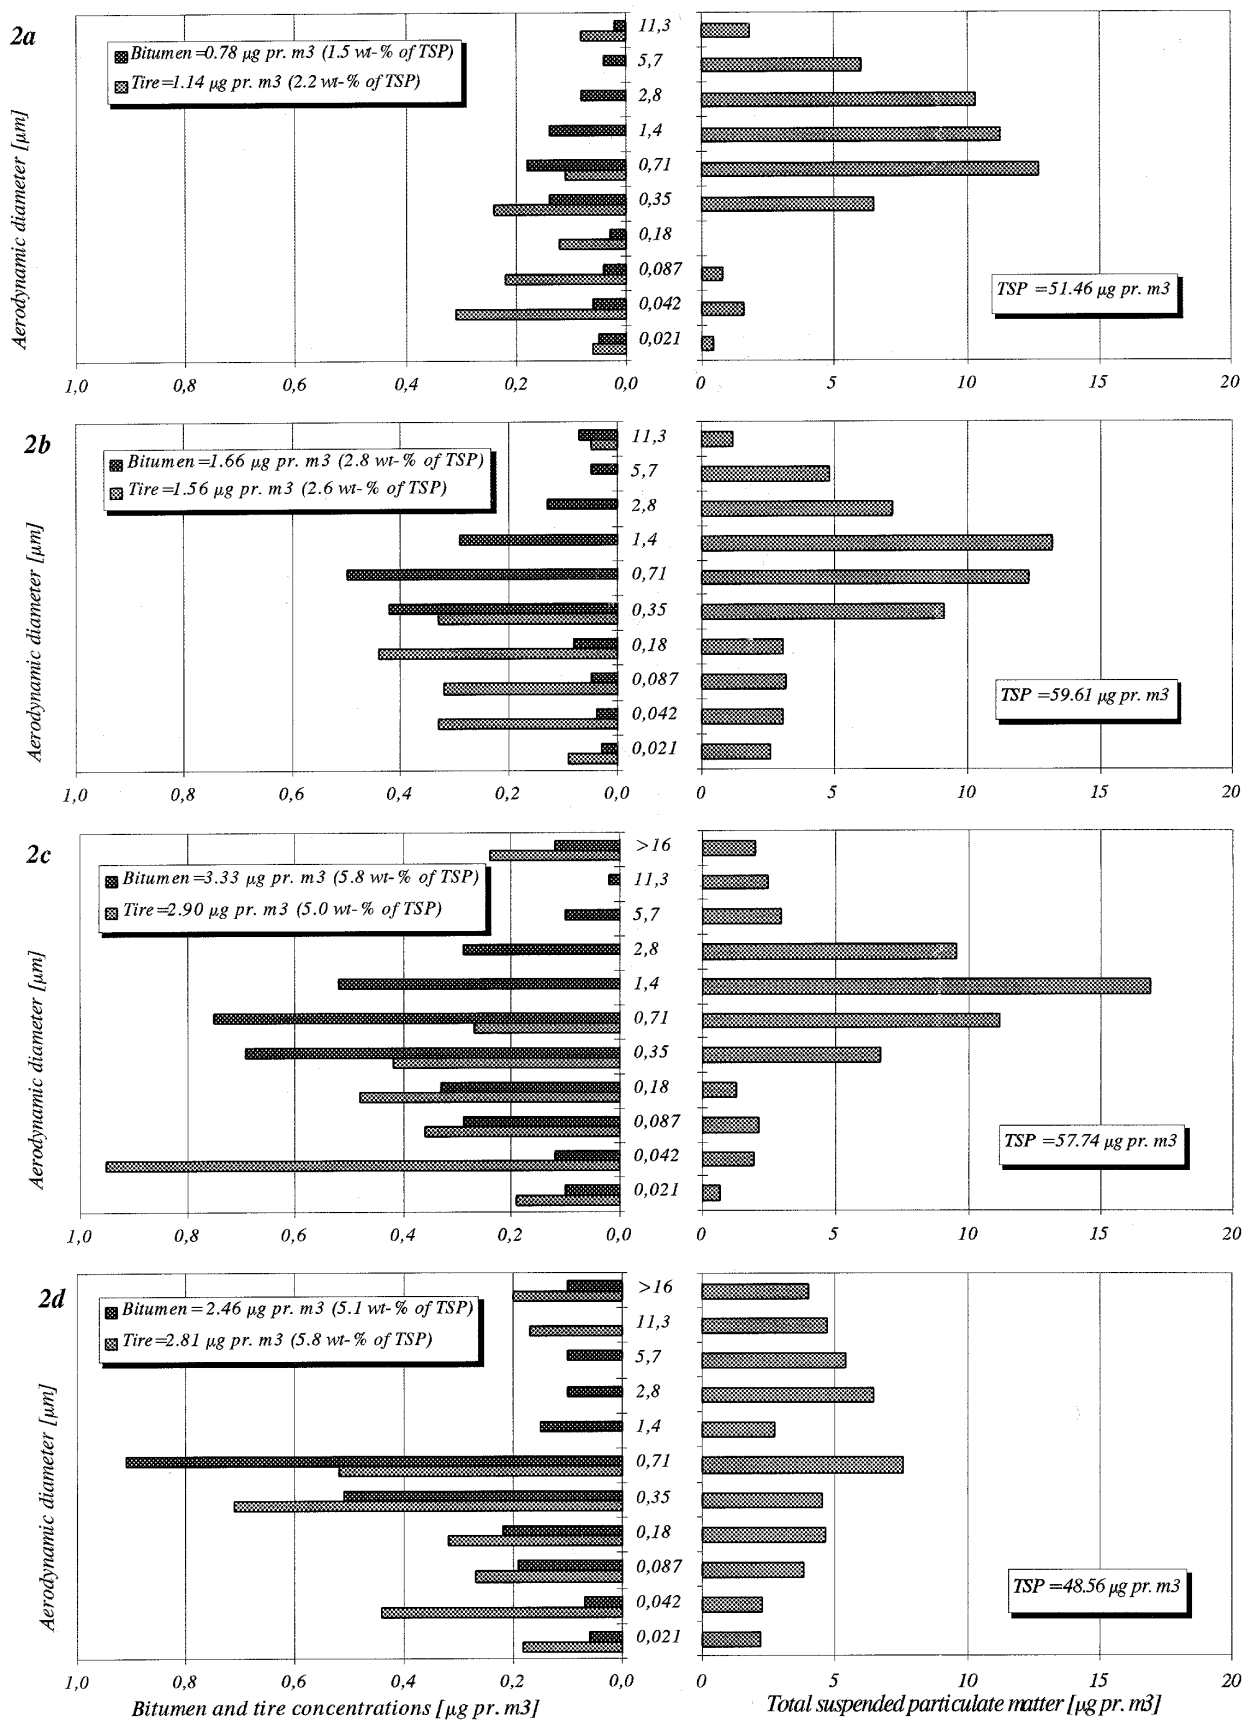 2a
Bitumen=0.78 µg pr. m3 (1.5 wt-% of TSP)
Tire=1.14 µg pr. m3 (2.2 wt-% of TSP)
Aerodynamic diameter [µm]
11,3
5,7
2,8
1,4
0,71
0,35
0,18
0,087
0,042
0,021
TSP =51.46 µg pr. m3
1,0 0,8 0,6 0,4 0,2 0,0 0 5 10 15 20
2b
Bitumen=1.66 µg pr. m3 (2.8 wt-% of TSP)
Tire=1.56 µg pr. m3 (2.6 wt-% of TSP)
Aerodynamic diameter [µm]
11,3
5,7
2,8
1,4
0,71
0,35
0,18
0,087
0,042
0,021
TSP =59.61 µg pr. m3
1,0 0,8 0,6 0,4 0,2 0,0 0 5 10 15 20
2c
Bitumen=3.33 µg pr. m3 (5.8 wt-% of TSP)
Tire=2.90 µg pr. m3 (5.0 wt-% of TSP)
Aerodynamic diameter [µm]
>16
11,3
5,7
2,8
1,4
0,71
0,35
0,18
0,087
0,042
0,021
TSP =57.74 µg pr. m3
1,0 0,8 0,6 0,4 0,2 0,0 0 5 10 15 20
2d
Bitumen=2.46 µg pr. m3 (5.1 wt-% of TSP)
Tire=2.81 µg pr. m3 (5.8 wt-% of TSP)
Aerodynamic diameter [µm]
>16
11,3
5,7
2,8
1,4
0,71
0,35
0,18
0,087
0,042
0,021
TSP =48.56 µg pr. m3
1,0 0,8 0,6 0,4 0,2 0,0 0 5 10 15 20
Bitumen and tire concentrations [µg pr. m3] Total suspended particulate matter [µg pr. m3]